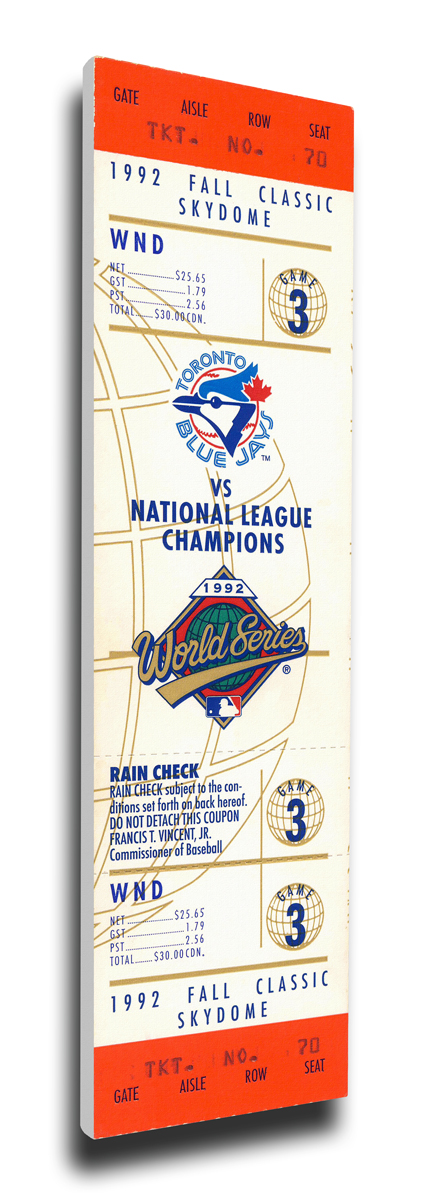 GATE AISLE ROW SEAT
TKT. NO. 70
1992 FALL CLASSIC
SKYDOME
WND
NET..............$25.65
GST..............1.79
PST..............2.56
TOTAL......$30.00CDN.
GAME
3
TORONTO
BLUE JAYS
TM
VS
NATIONAL LEAGUE
CHAMPIONS
1992
World Series
®
RAIN CHECK
RAIN CHECK subject to the con-
ditions set forth on back hereof.
DO NOT DETACH THIS COUPON
FRANCIS T. VINCENT, JR.
Commissioner of Baseball
GAME
3
WND
NET..............$25.65
GST..............1.79
PST..............2.56
TOTAL......$30.00CDN.
GAME
3
1992 FALL CLASSIC
SKYDOME
TKT. NO. 70
GATE AISLE ROW SEAT